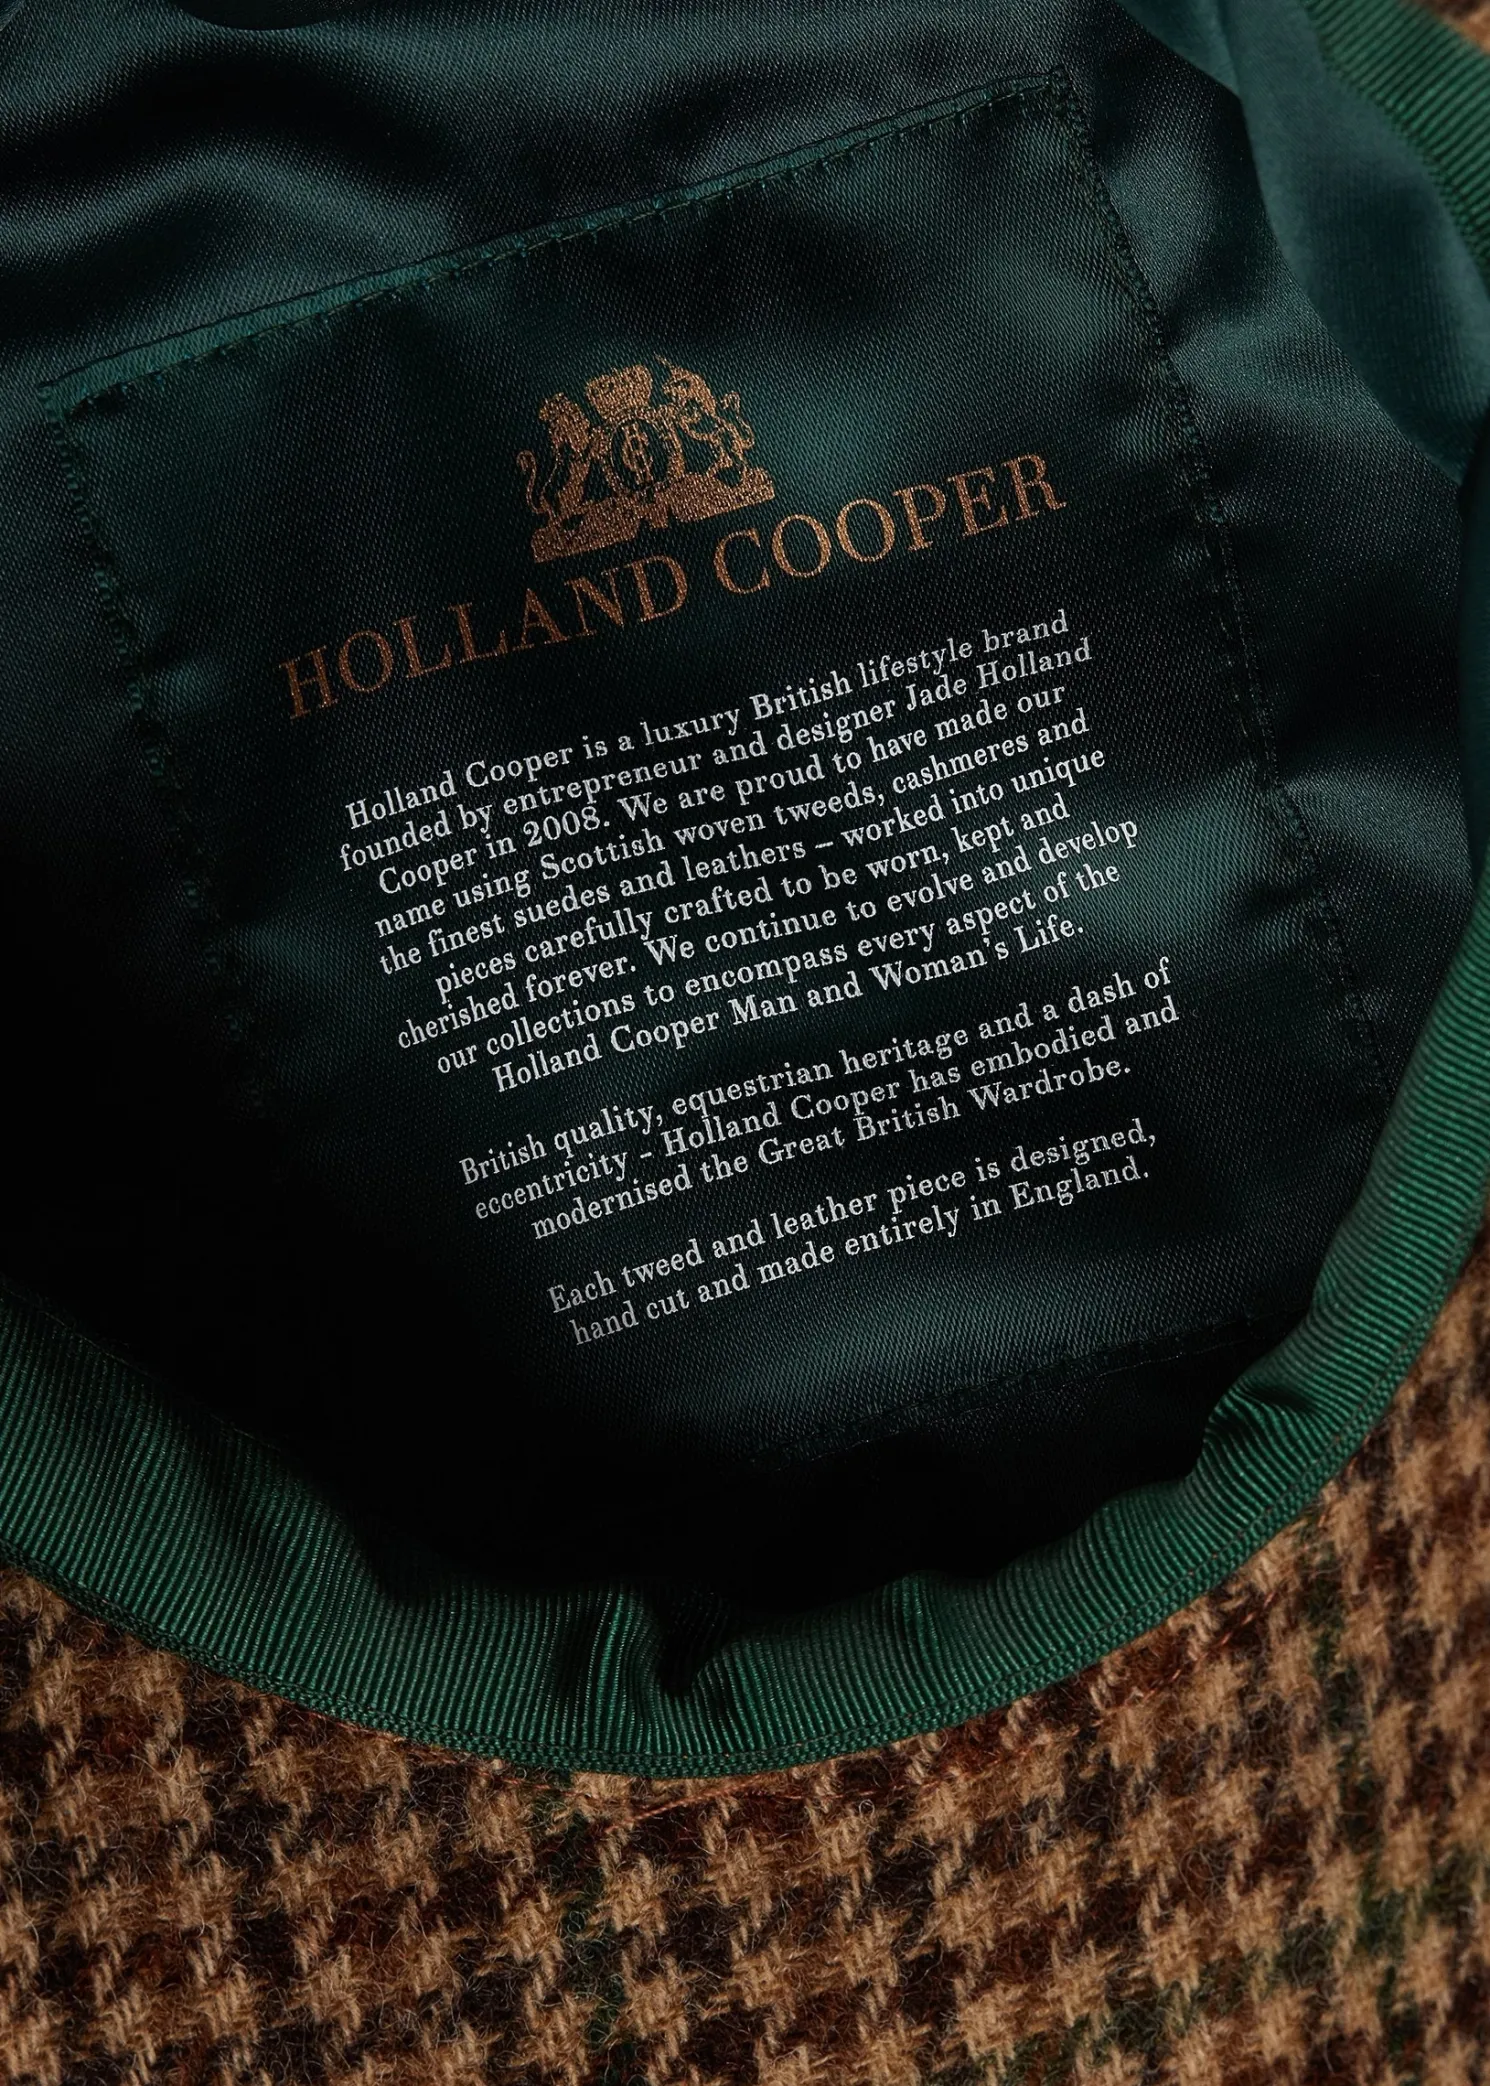 HOLLAND COOPER
Holland Cooper is a luxury British lifestyle brand
founded by entrepreneur and designer Jade Holland
Cooper in 2008. We are proud to have made our
name using Scottish woven tweeds, cashmeres and
the finest suedes and leathers – worked into unique
pieces carefully crafted to be worn, kept and
cherished forever. We continue to evolve and develop
our collections to encompass every aspect of the
Holland Cooper Man and Woman's Life.
British quality, equestrian heritage and a dash of
eccentricity - Holland Cooper has embodied and
modernised the Great British Wardrobe.
Each tweed and leather piece is designed,
hand cut and made entirely in England.